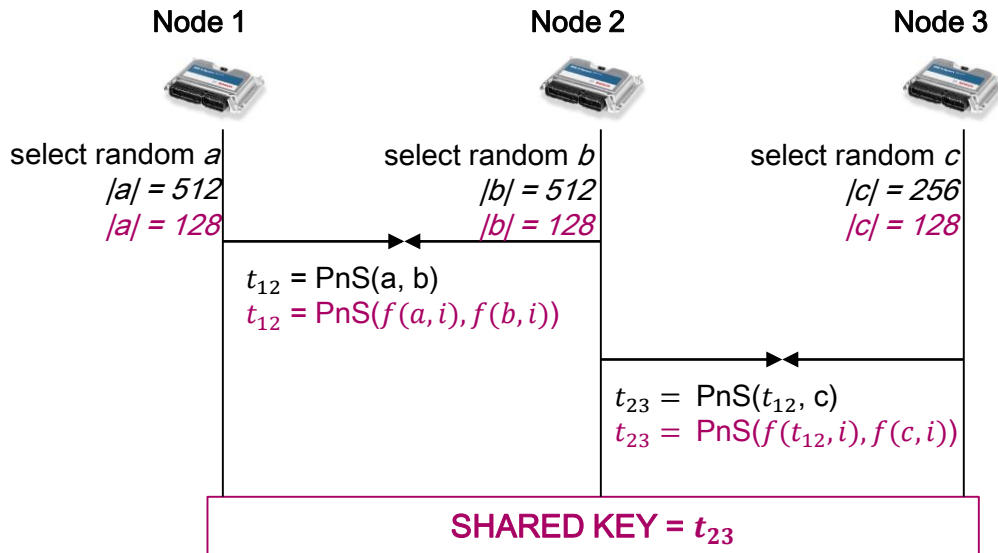 Node 1
Node 2
Node 3
select random a
|a| = 512
|a| = 128
select random b
|b| = 512
|b| = 128
select random c
|c| = 256
|c| = 128
t₁₂ = PnS(a, b)
t₁₂ = PnS(f(a, i), f(b, i))
t₂₃ = PnS(t₁₂, c)
t₂₃ = PnS(f(t₁₂, i), f(c, i))
SHARED KEY = t₂₃